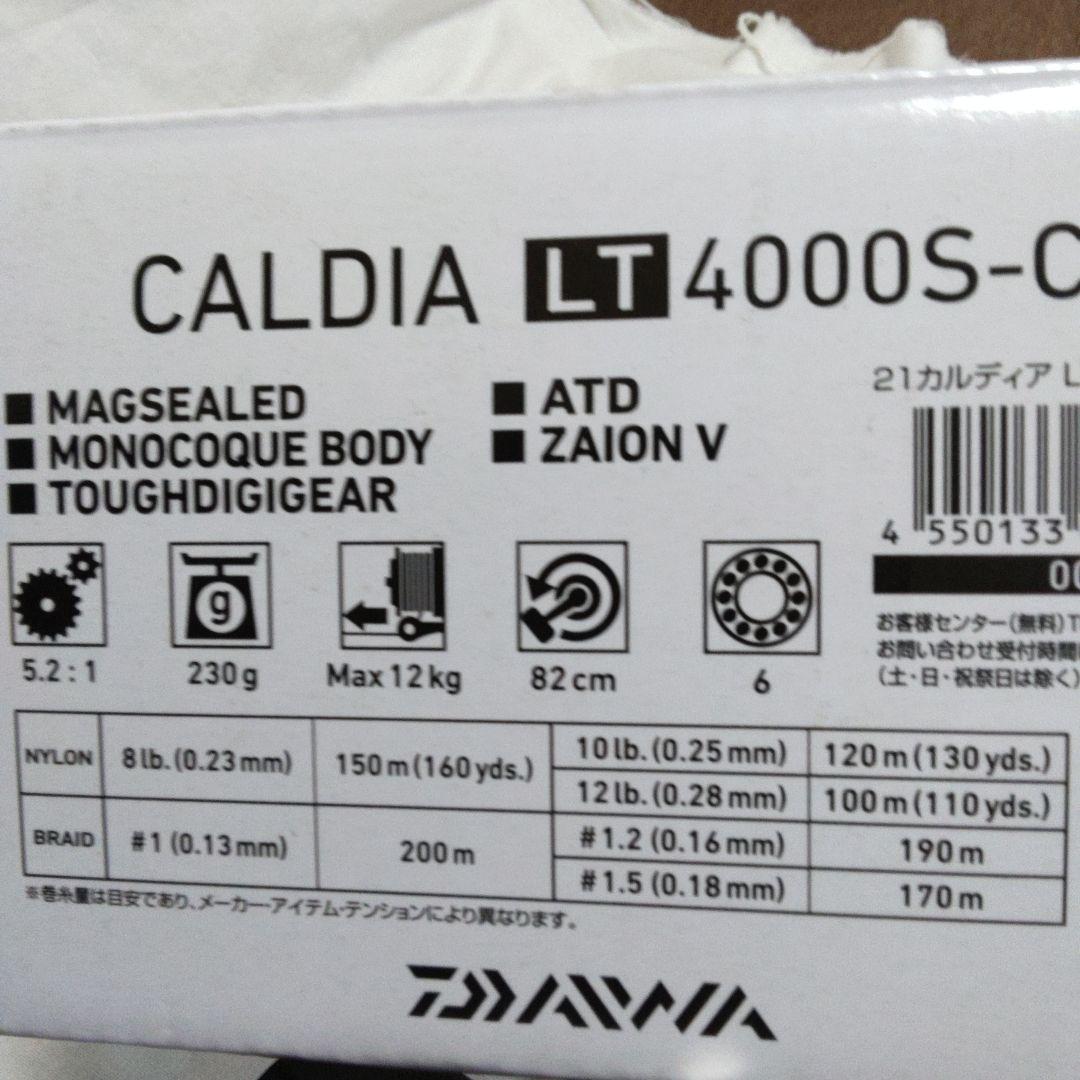 CALDIA LT 4000S-C
■ MAGSEALED
■ MONOCOQUE BODY
■ TOUGHDIGIGEAR
■ ATD
■ ZAION V
21カルディア L
4 550133
00
お客様センター(無料)T
お問い合わせ受付時間
(土・日・祝祭日は除く)
g
5.2:1
230g
Max 12kg
82cm
6
NYLON 8lb.(0.23mm) 150m(160yds.) 10lb.(0.25mm) 120m(130yds.)
12lb.(0.28mm) 100m(110yds.)
BRAID #1(0.13mm) 200m #1.2(0.16mm) 190m
#1.5(0.18mm) 170m
※巻糸量は目安であり、メーカー・アイテム・テンションにより異なります。
DAIWA